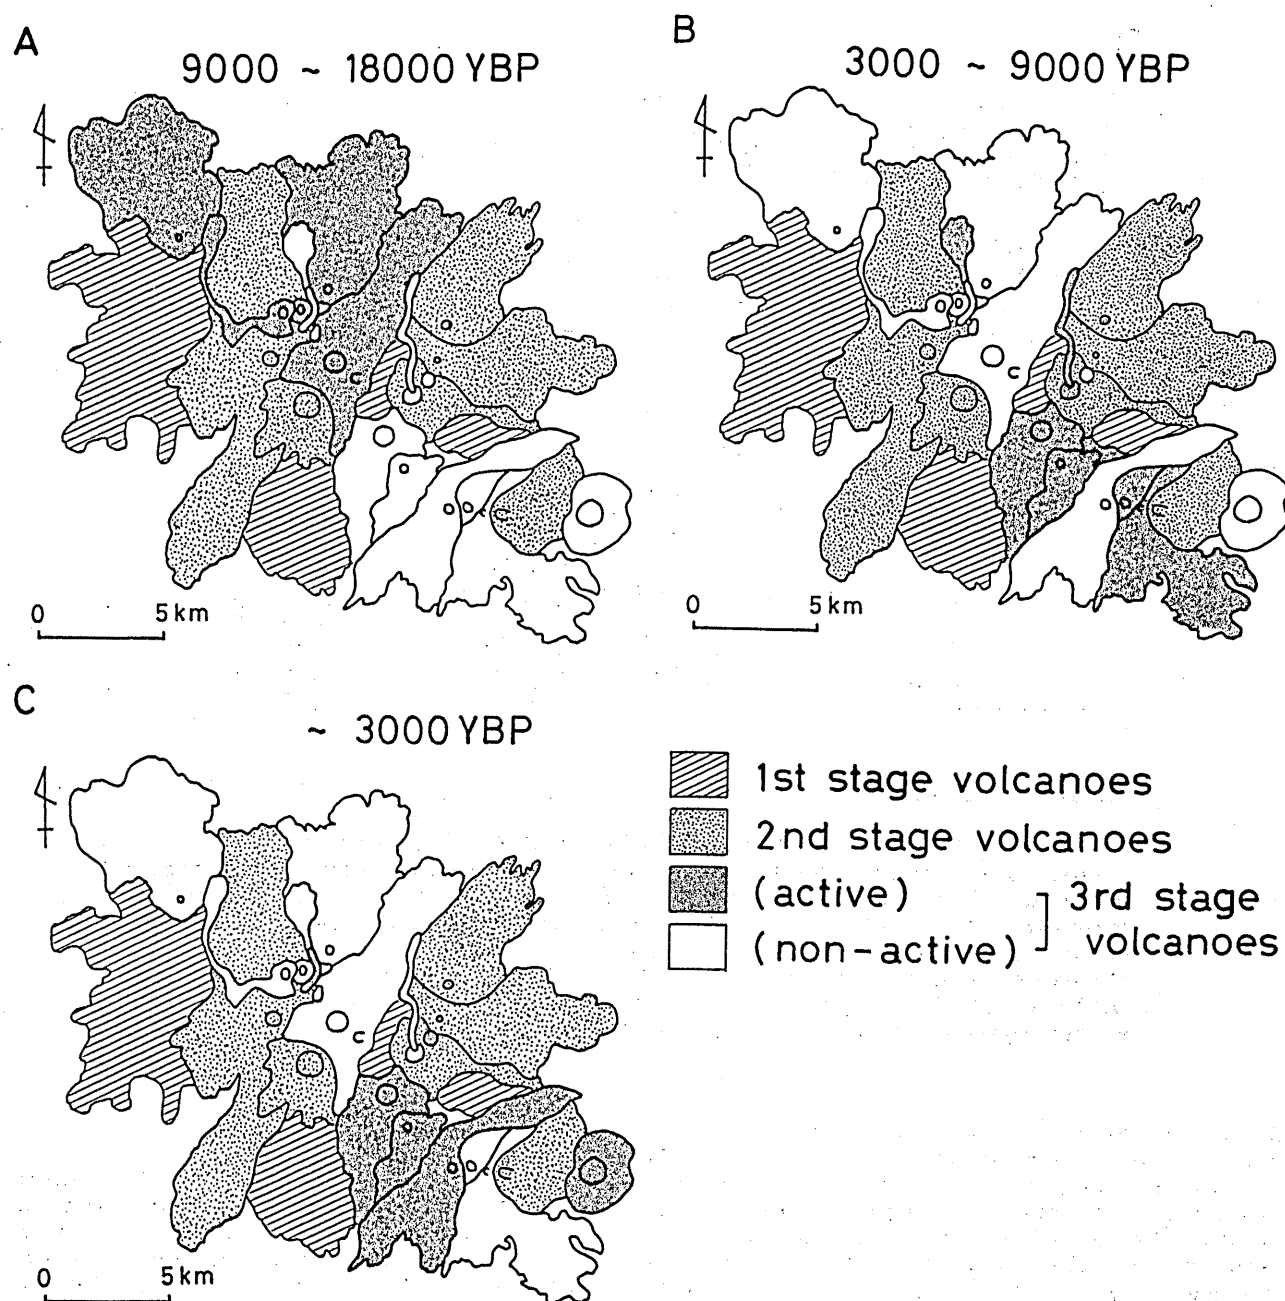 A
9000 ~ 18000 YBP
0 5 km
B
3000 ~ 9000 YBP
0 5 km
C
~ 3000 YBP
0 5 km
1st stage volcanoes
2nd stage volcanoes
(active)
(non-active)
3rd stage
volcanoes